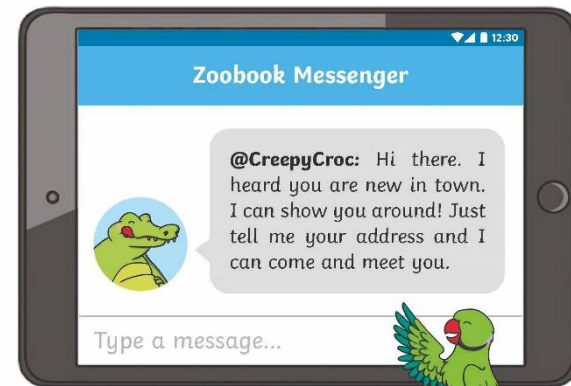 12:30
Zoobook Messenger
@CreepyCroc: Hi there. I
heard you are new in town.
I can show you around! Just
tell me your address and I
can come and meet you.
Type a message...